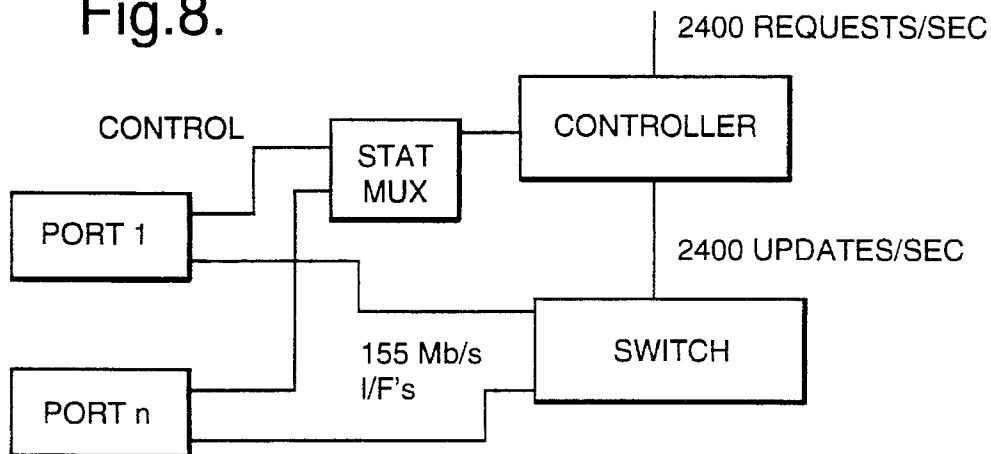 Fig.8.
2400 REQUESTS/SEC
CONTROLLER
CONTROL
STAT
MUX
PORT 1
2400 UPDATES/SEC
SWITCH
155 Mb/s
I/F's
PORT n